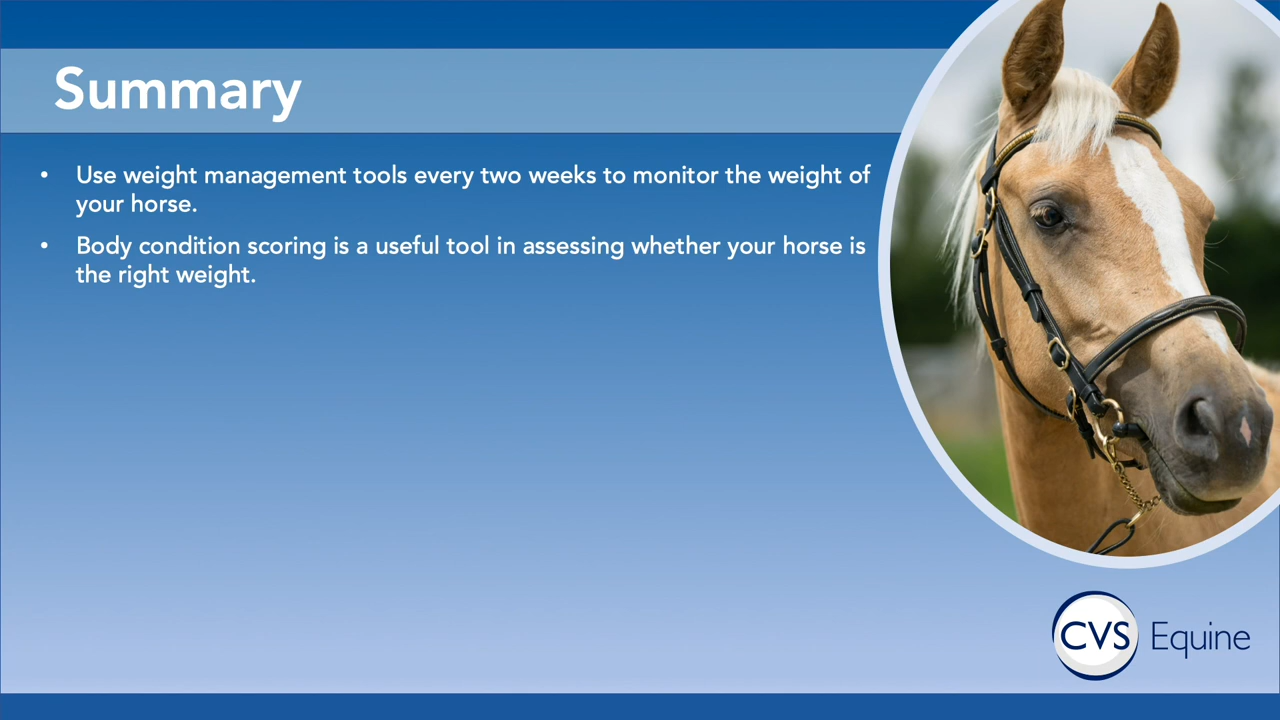 Summary
• Use weight management tools every two weeks to monitor the weight of
your horse.
• Body condition scoring is a useful tool in assessing whether your horse is
the right weight.
CVS Equine